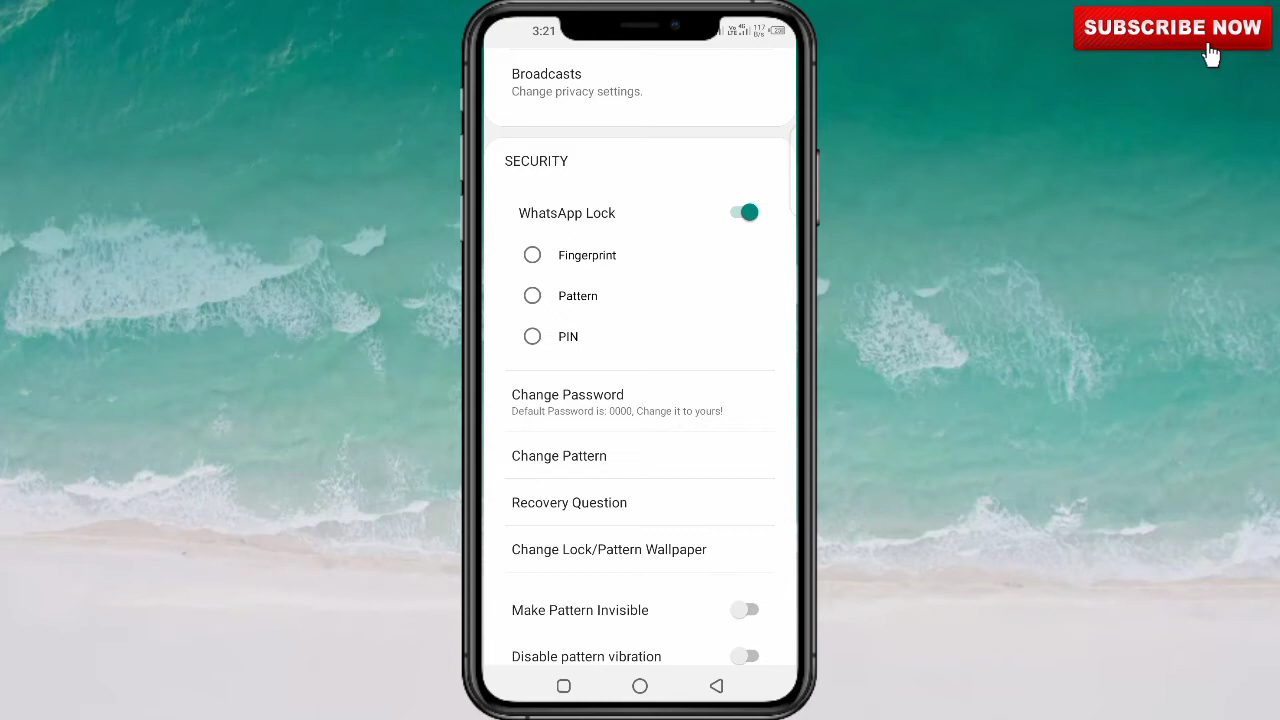 SUBSCRIBE NOW
3:21
Broadcasts
Change privacy settings.
SECURITY
WhatsApp Lock
Fingerprint
Pattern
PIN
Change Password
Default Password is: 0000, Change it to yours!
Change Pattern
Recovery Question
Change Lock/Pattern Wallpaper
Make Pattern Invisible
Disable pattern vibration